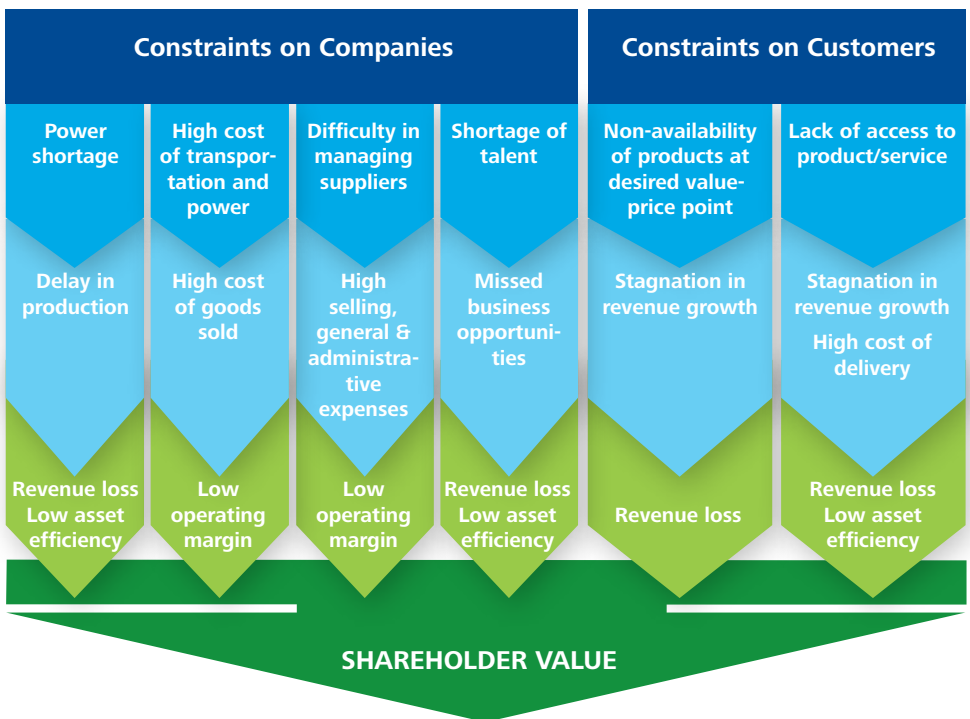 Constraints on Companies
Constraints on Customers
Power
shortage
High cost
of transpor-
tation and
power
Difficulty in
managing
suppliers
Shortage of
talent
Non-availability
of products at
desired value-
price point
Lack of access to
product/service
Delay in
production
High cost
of goods
sold
High
selling,
general &
administra-
tive
expenses
Missed
business
opportuni-
ties
Stagnation in
revenue growth
Stagnation in
revenue growth
High cost of
delivery
Revenue loss
Low asset
efficiency
Low
operating
margin
Low
operating
margin
Revenue loss
Low asset
efficiency
Revenue loss
Revenue loss
Low asset
efficiency
SHAREHOLDER VALUE